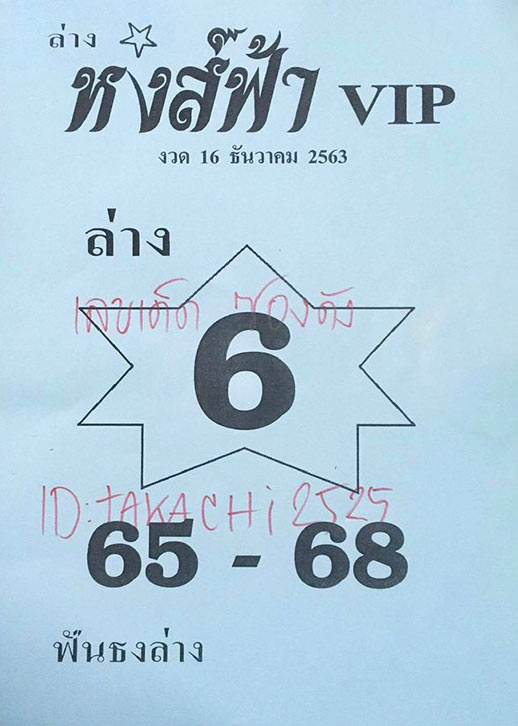 ล่าง
หงส์ฟ้า VIP
งวด 16 ธันวาคม 2563
ล่าง
เลขเด็ด ซองดัง
6
ID: TAKACHi 2525
65 - 68
ฟันธงล่าง